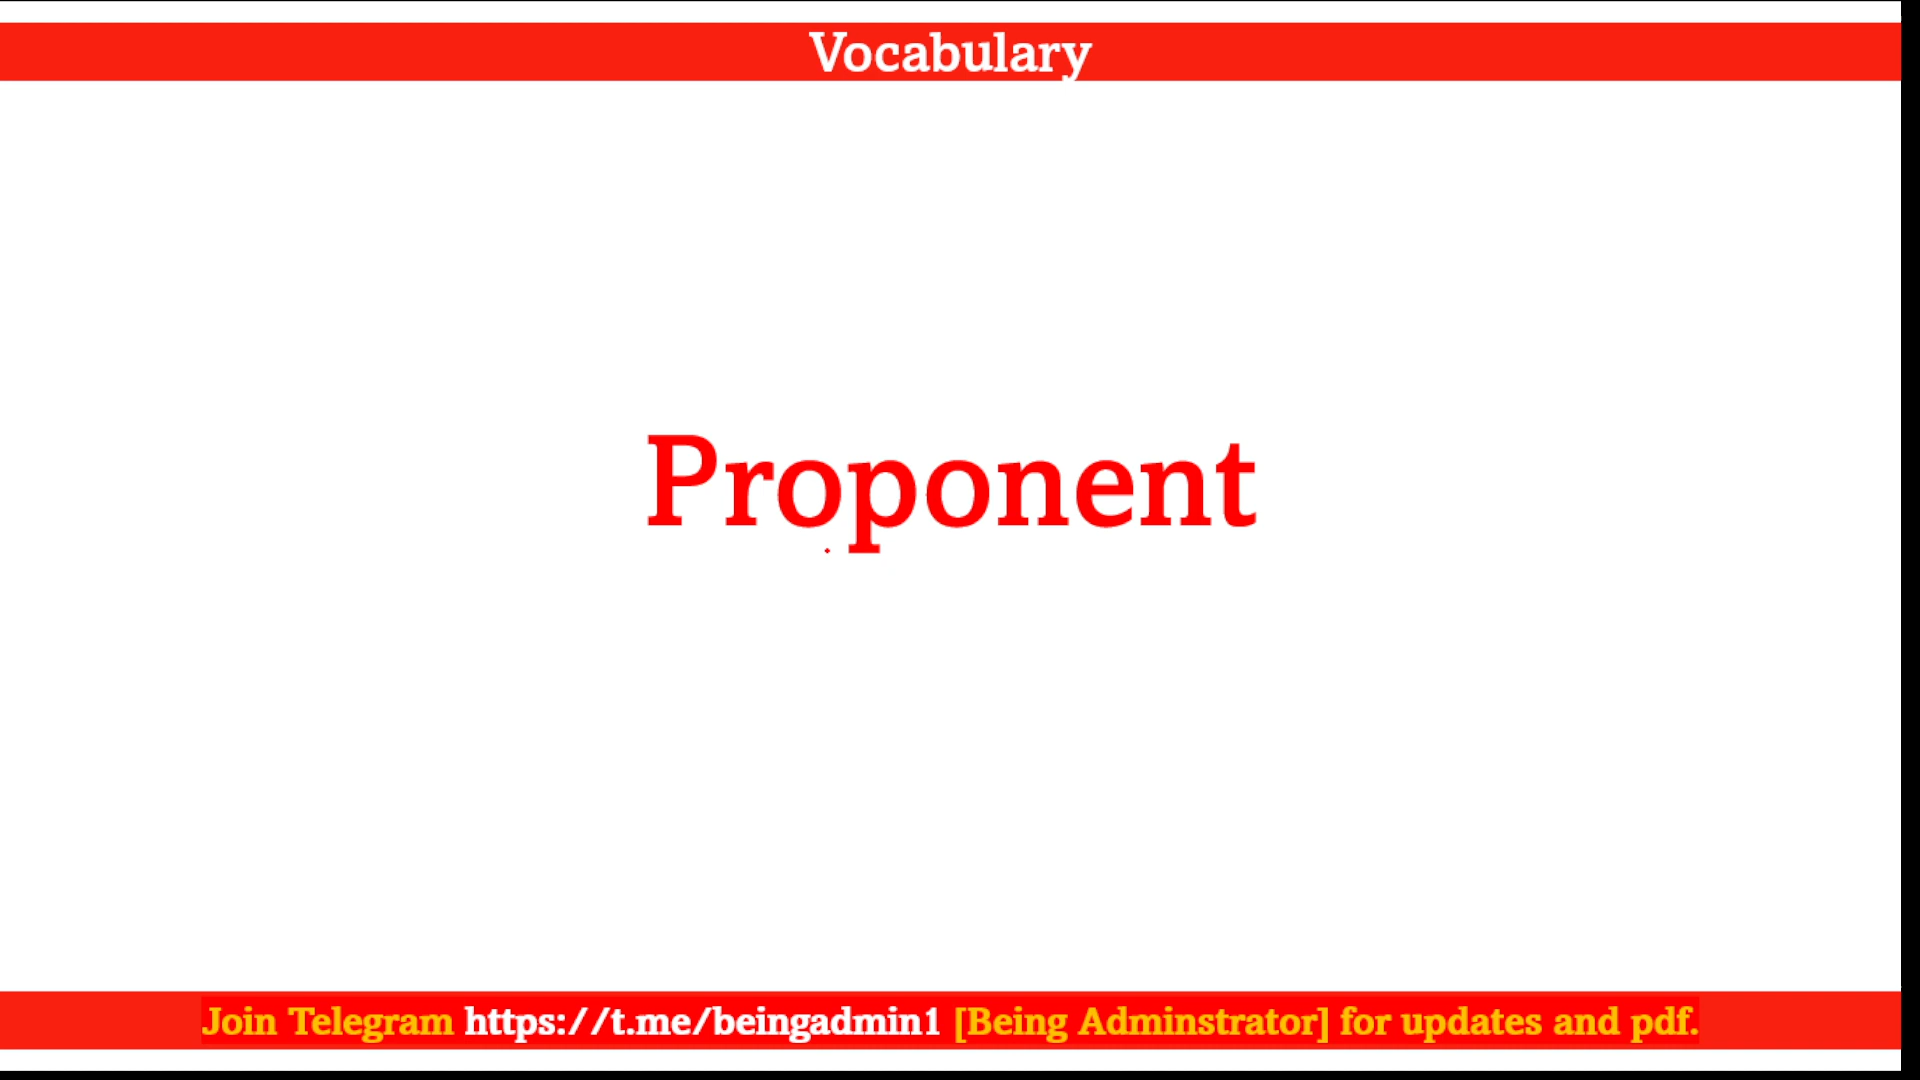 Vocabulary
Proponent
Join Telegram https://t.me/beingadmin1 [Being Adminstrator] for updates and pdf.